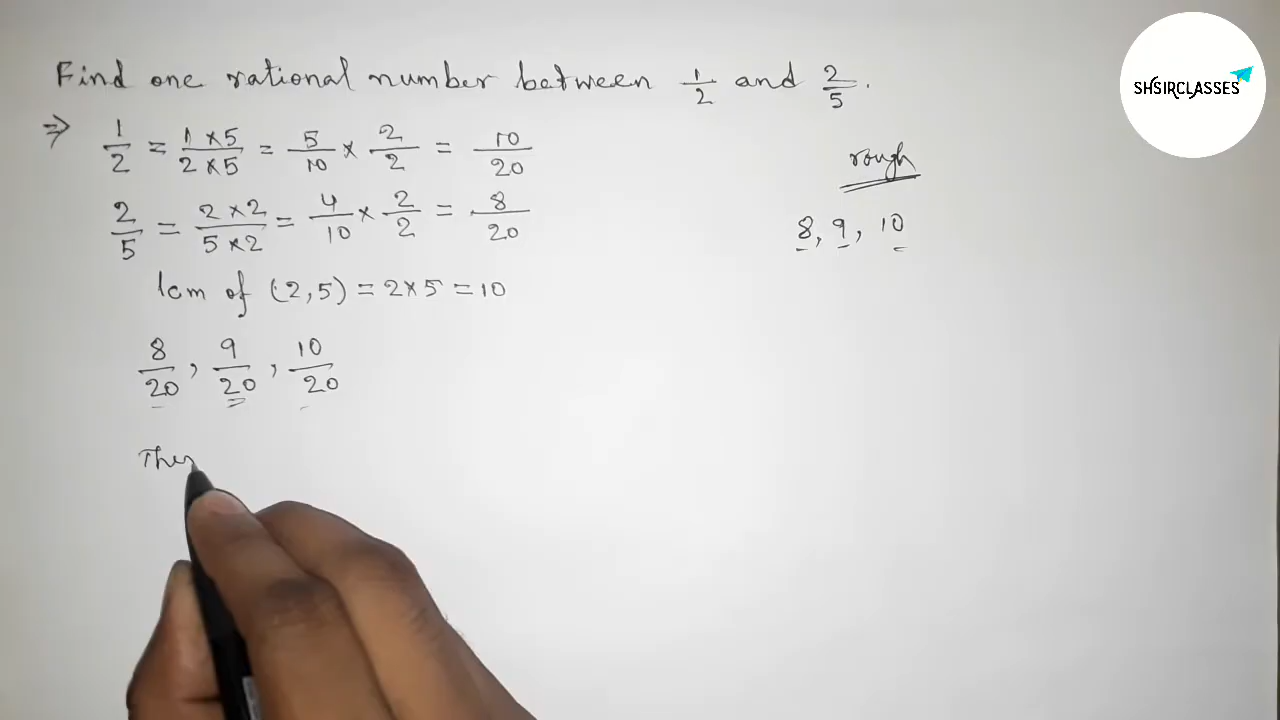 Find one rational number between 1/2 and 2/5.
SHSIRCLASSES
⇒ 1/2 = 1×5/2×5 = 5/10 × 2/2 = 10/20
rough
2/5 = 2×2/5×2 = 4/10 × 2/2 = 8/20
8, 9, 10
lcm of (2,5) = 2×5 = 10
8/20, 9/20, 10/20
Ther